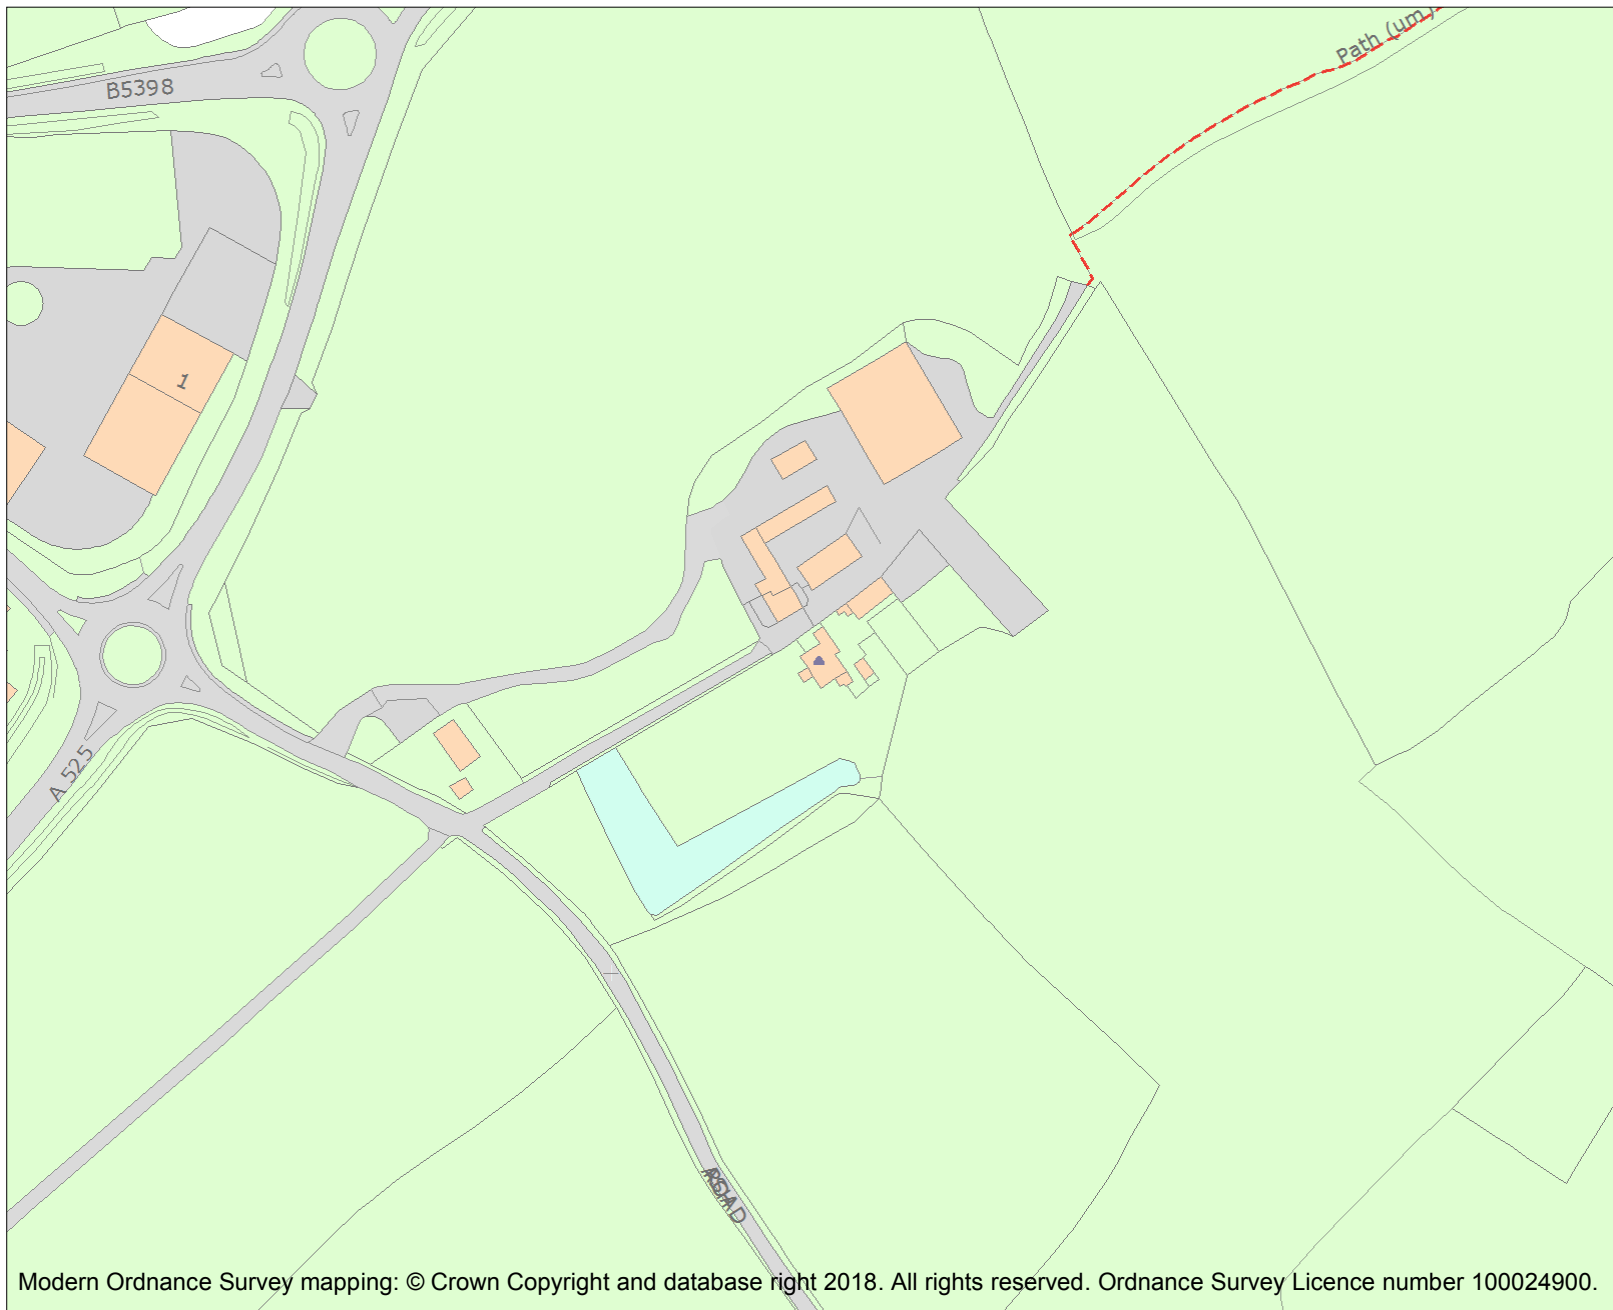 Path (um)
B5398
1
A 525
ROAD
Modern Ordnance Survey mapping: © Crown Copyright and database right 2018. All rights reserved. Ordnance Survey Licence number 100024900.